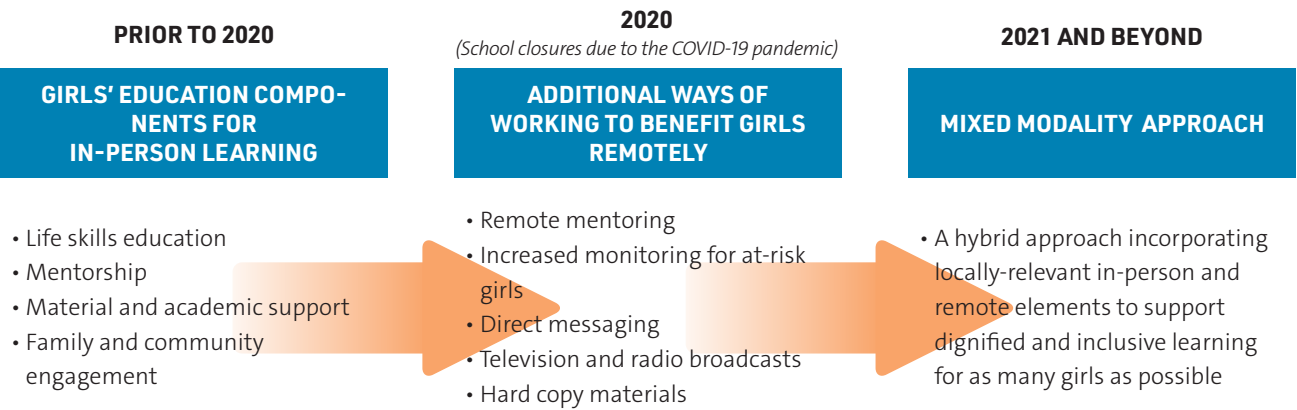 PRIOR TO 2020
GIRLS' EDUCATION COMPO-
NENTS FOR
IN-PERSON LEARNING
• Life skills education
• Mentorship
• Material and academic support
• Family and community
engagement
2020
(School closures due to the COVID-19 pandemic)
ADDITIONAL WAYS OF
WORKING TO BENEFIT GIRLS
REMOTELY
• Remote mentoring
• Increased monitoring for at-risk
girls
• Direct messaging
• Television and radio broadcasts
• Hard copy materials
2021 AND BEYOND
MIXED MODALITY APPROACH
• A hybrid approach incorporating
locally-relevant in-person and
remote elements to support
dignified and inclusive learning
for as many girls as possible